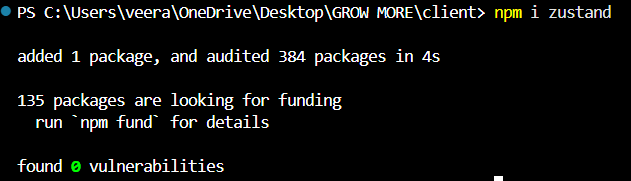 PS C:\Users\veera\OneDrive\Desktop\GROW MORE\client> npm i zustand
added 1 package, and audited 384 packages in 4s
135 packages are looking for funding
  run `npm fund` for details
found 0 vulnerabilities